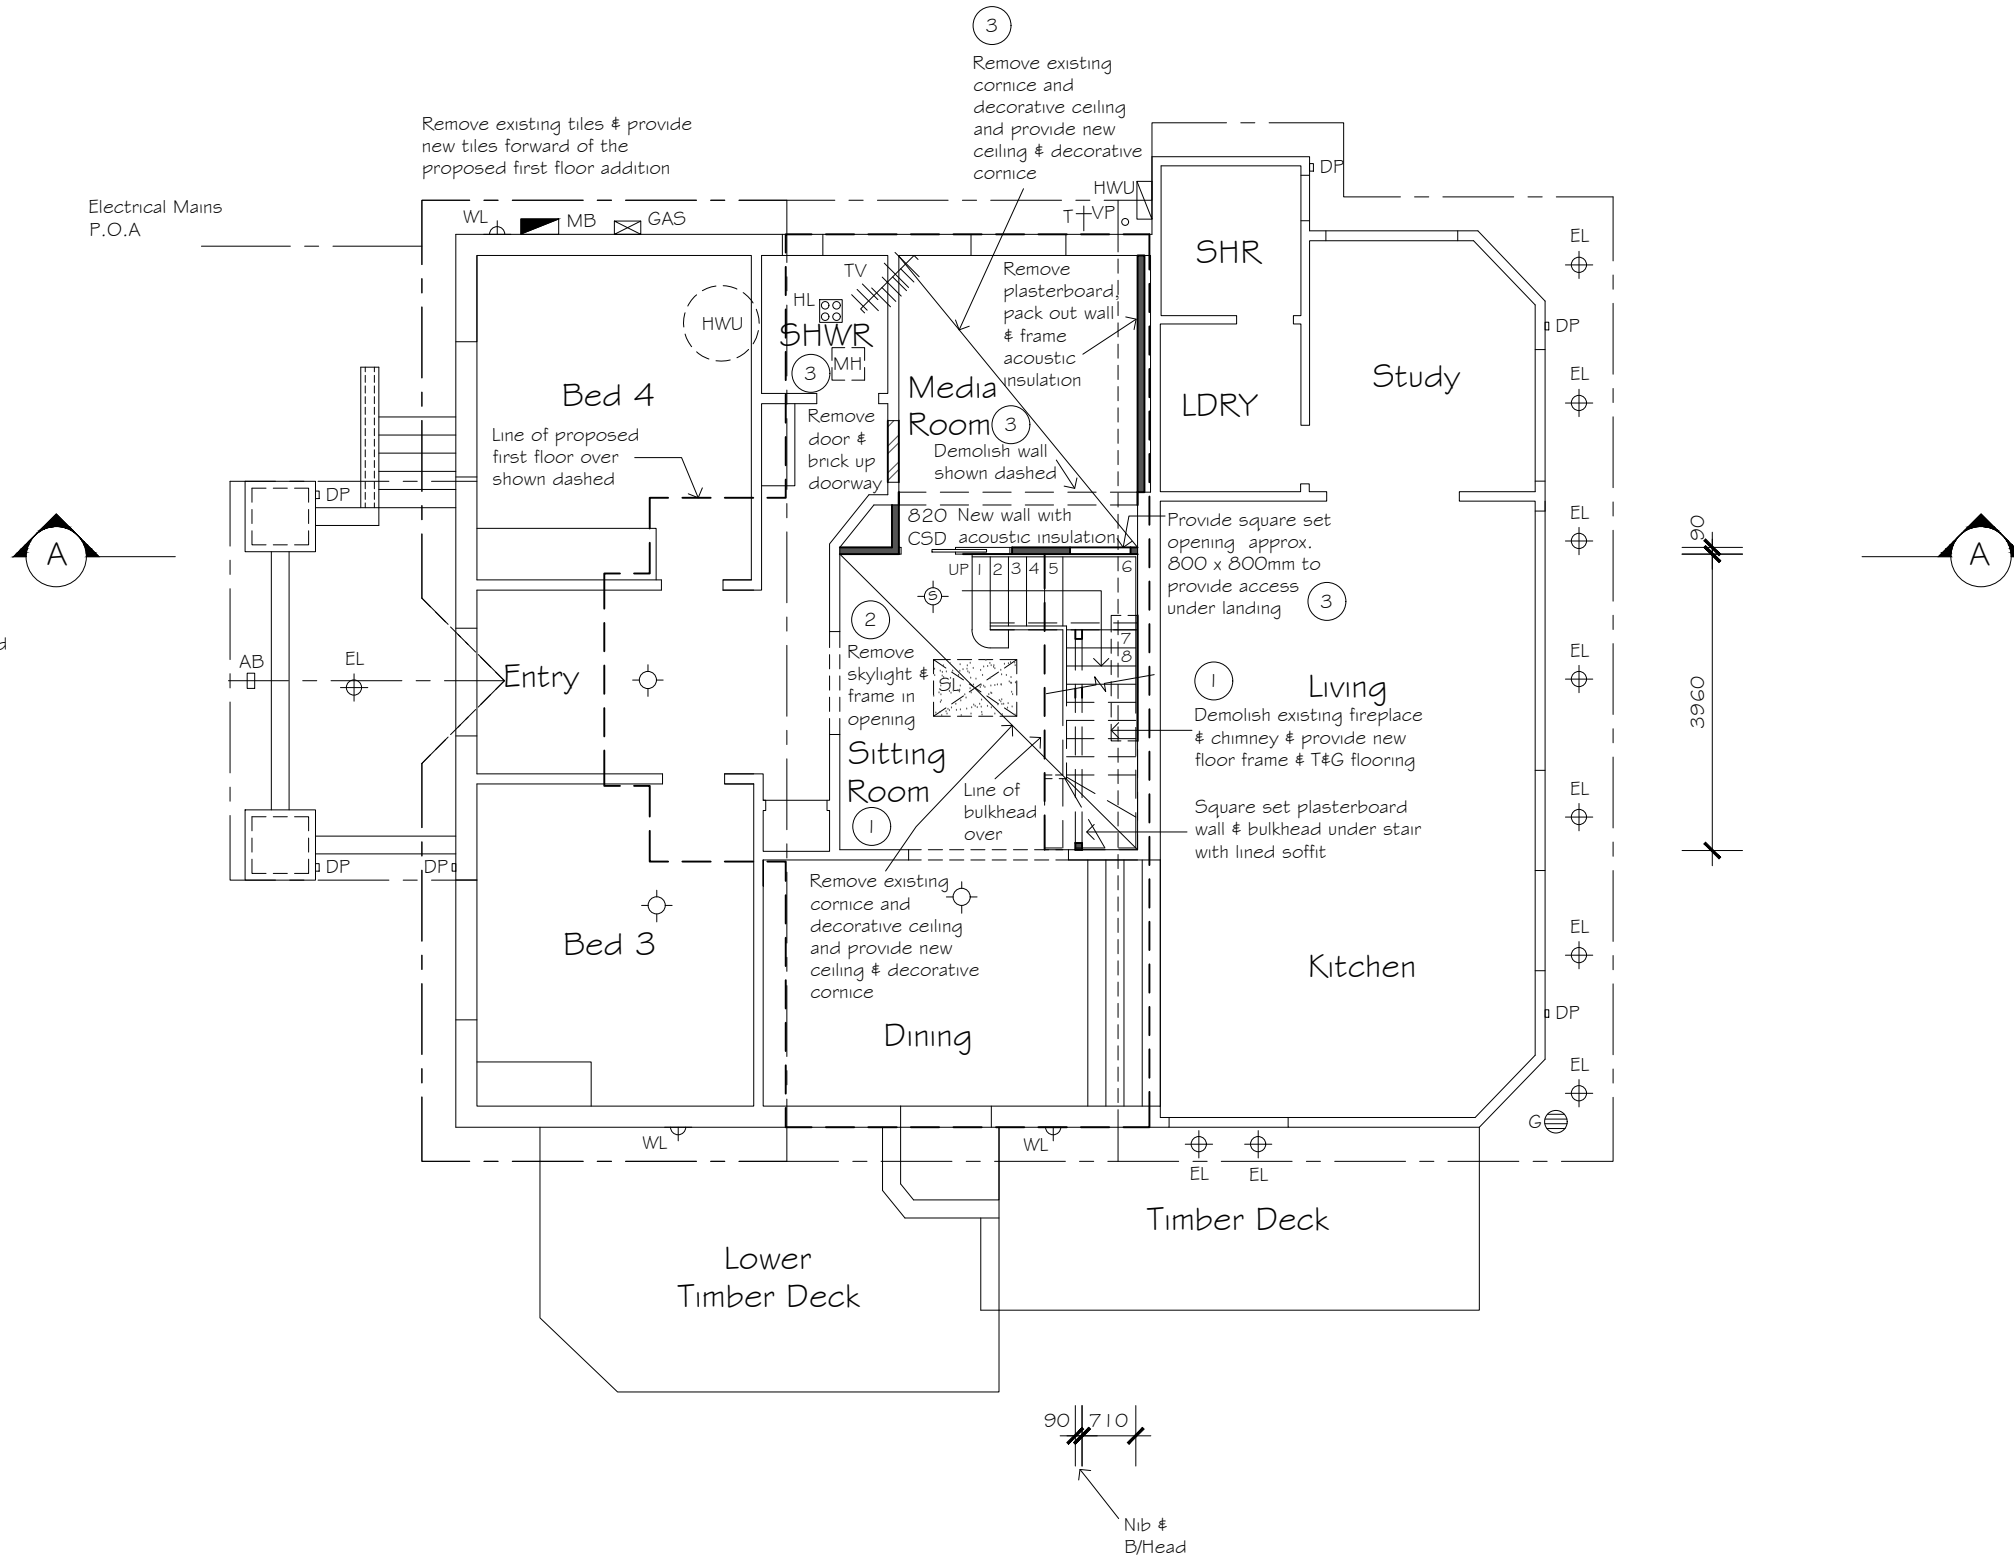 3
Remove existing
cornice and
decorative ceiling
and provide new
ceiling & decorative
cornice
Remove existing tiles & provide
new tiles forward of the
proposed first floor addition
Electrical Mains
P.O.A
WL
MB
GAS
HWU
T
VP
DP
SHR
EL
TV
HL
HWU
SHWR
MH
3
Remove
plasterboard,
pack out wall
& frame
acoustic
insulation
DP
EL
Study
LDRY
Bed 4
Media
Room
3
Line of proposed
first floor over
shown dashed
Remove
door &
brick up
doorway
Demolish wall
shown dashed
DP
820
CSD
New wall with
acoustic insulation
Provide square set
opening approx.
800 x 800mm to
provide access
under landing
3
EL
90
A
A
UP
1
2
3
4
5
6
7
8
S
2
Remove
skylight &
frame in
opening
SL
d
AB
EL
Entry
1
Living
EL
3960
Demolish existing fireplace
& chimney & provide new
floor frame & T&G flooring
Sitting
Room
1
Line of
bulkhead
over
Square set plasterboard
wall & bulkhead under stair
with lined soffit
EL
DP
DP
Remove existing
cornice and
decorative ceiling
and provide new
ceiling & decorative
cornice
Bed 3
Kitchen
EL
DP
Dining
EL
G
WL
WL
EL
EL
Timber Deck
Lower
Timber Deck
90
710
Nib &
B/Head